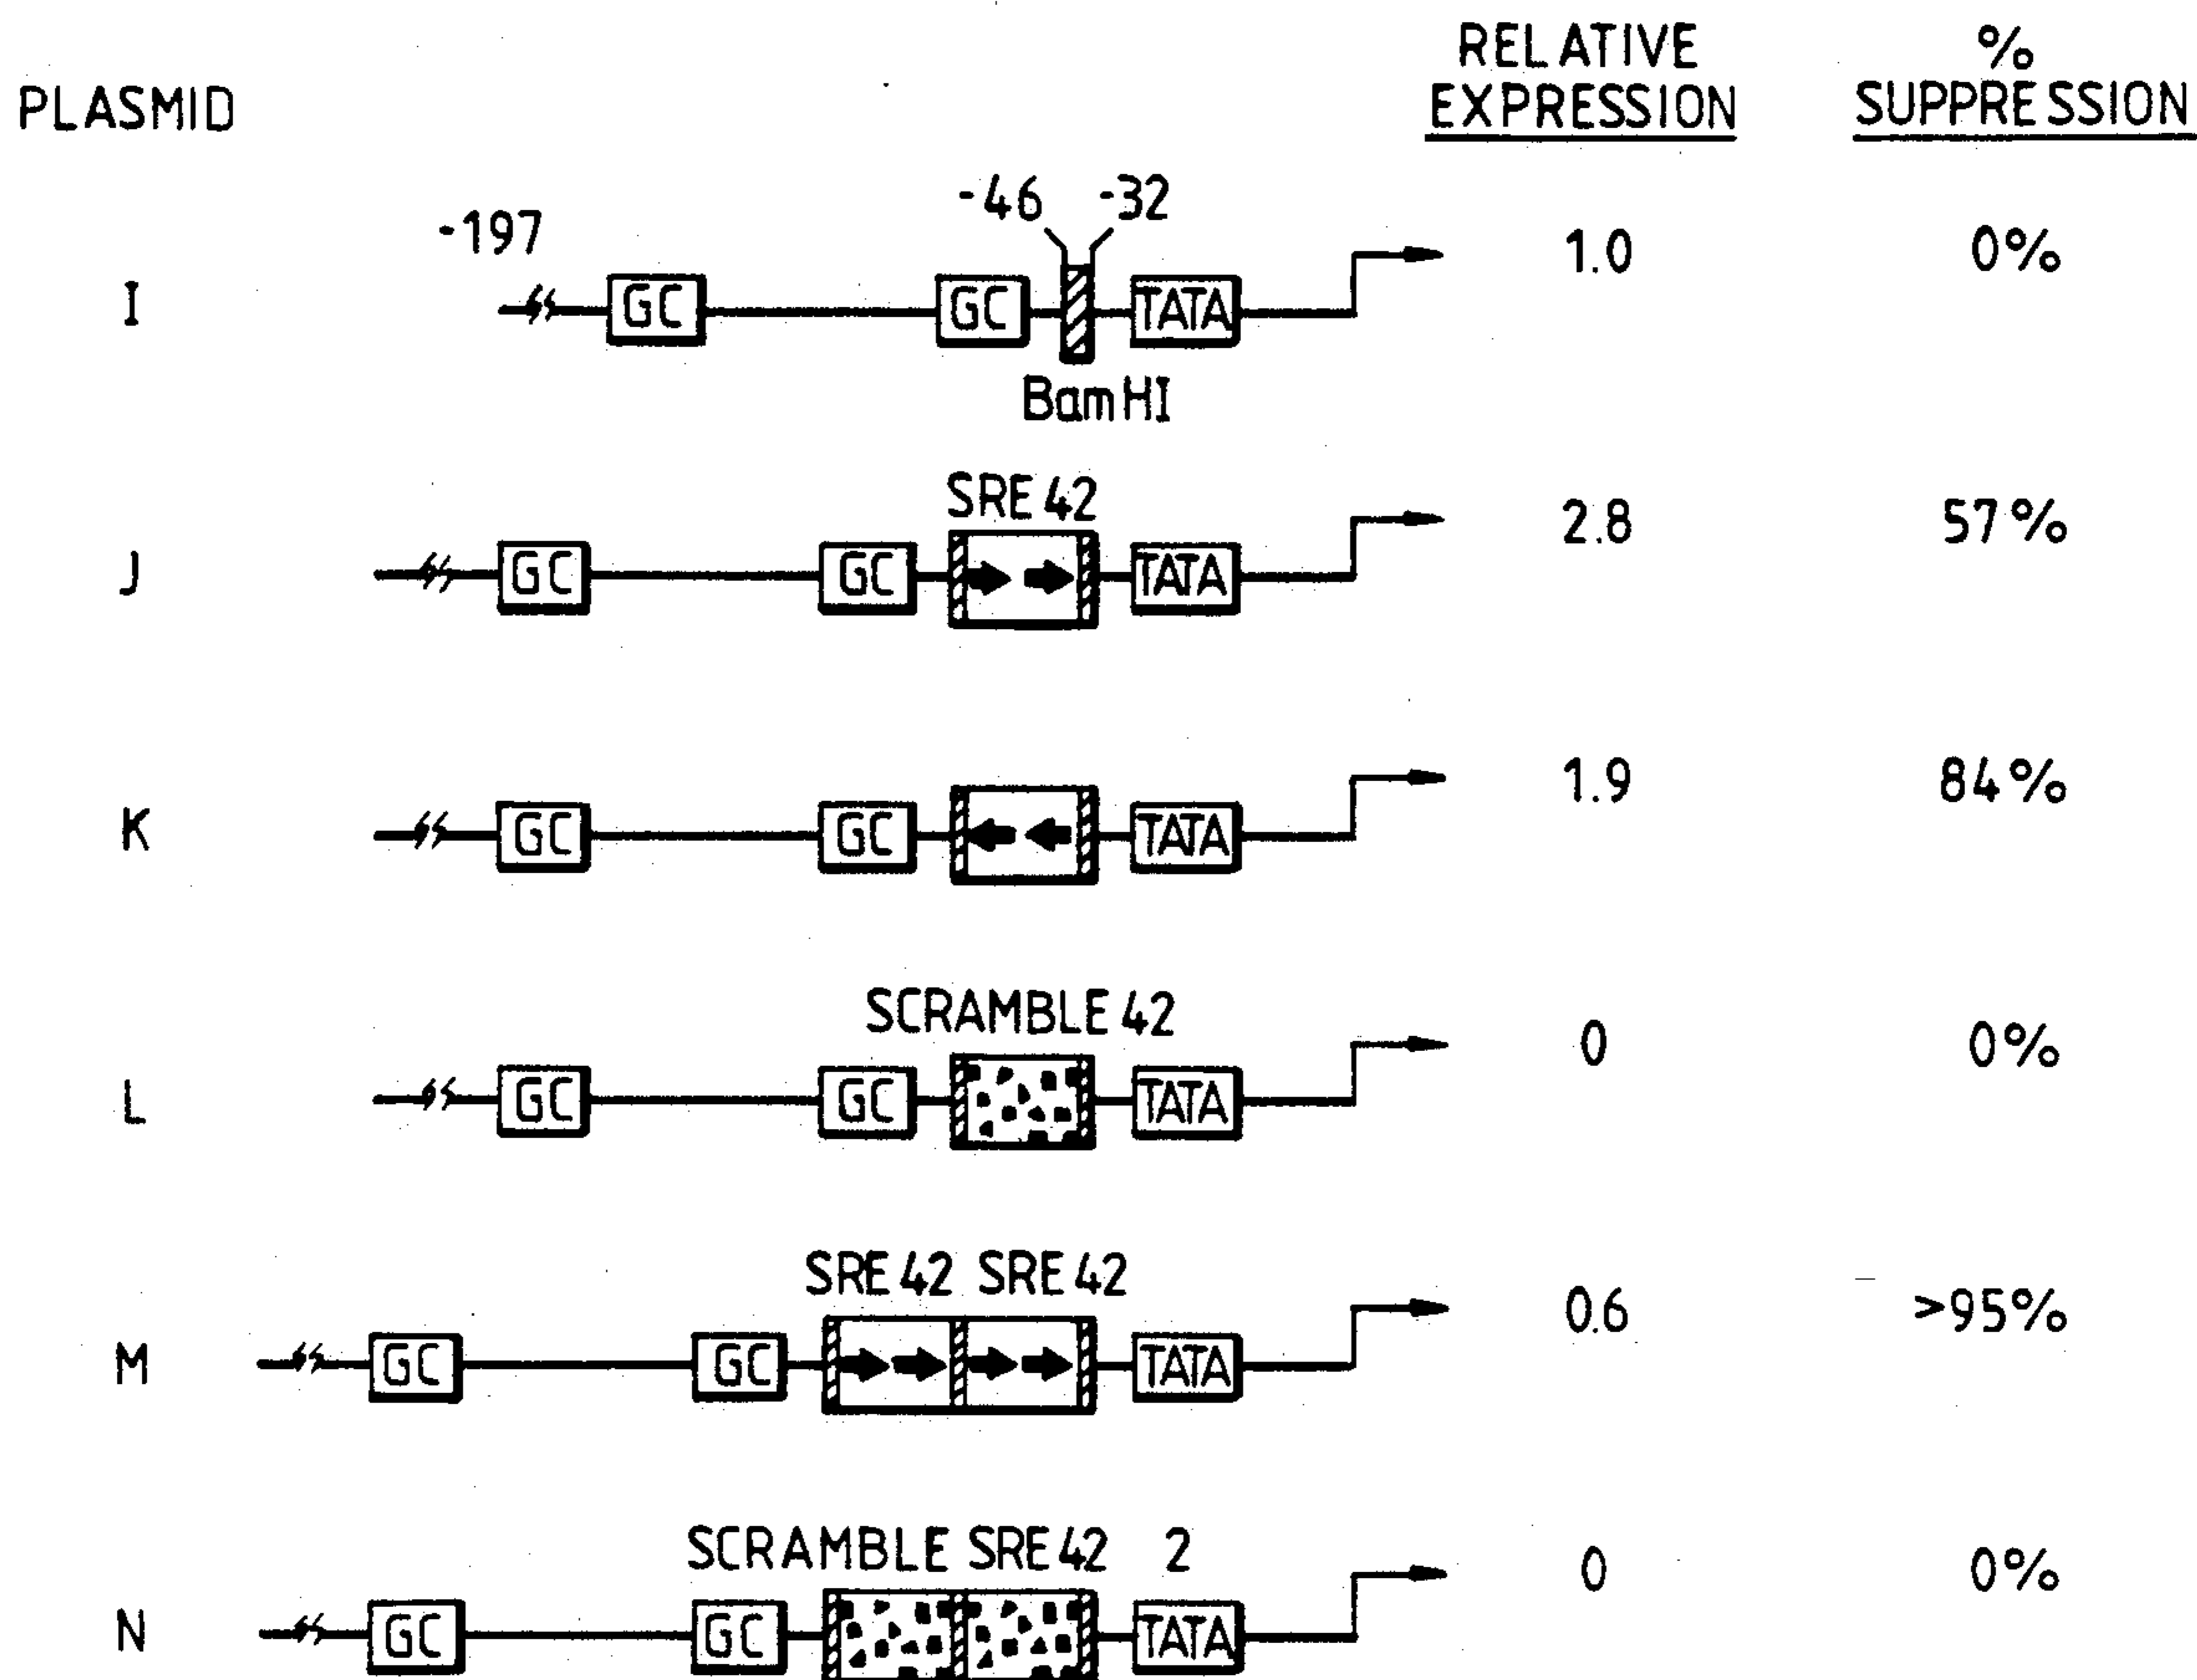 PLASMID RELATIVE EXPRESSION % SUPPRESSION
-197 -46 -32
I GC GC TATA 1.0 0%
BamHI
SRE 42
J GC GC TATA 2.8 57%
K GC GC TATA 1.9 84%
SCRAMBLE 42
L GC GC TATA 0 0%
SRE 42 SRE 42
M GC GC TATA 0.6 >95%
SCRAMBLE SRE 42 2
N GC GC TATA 0 0%